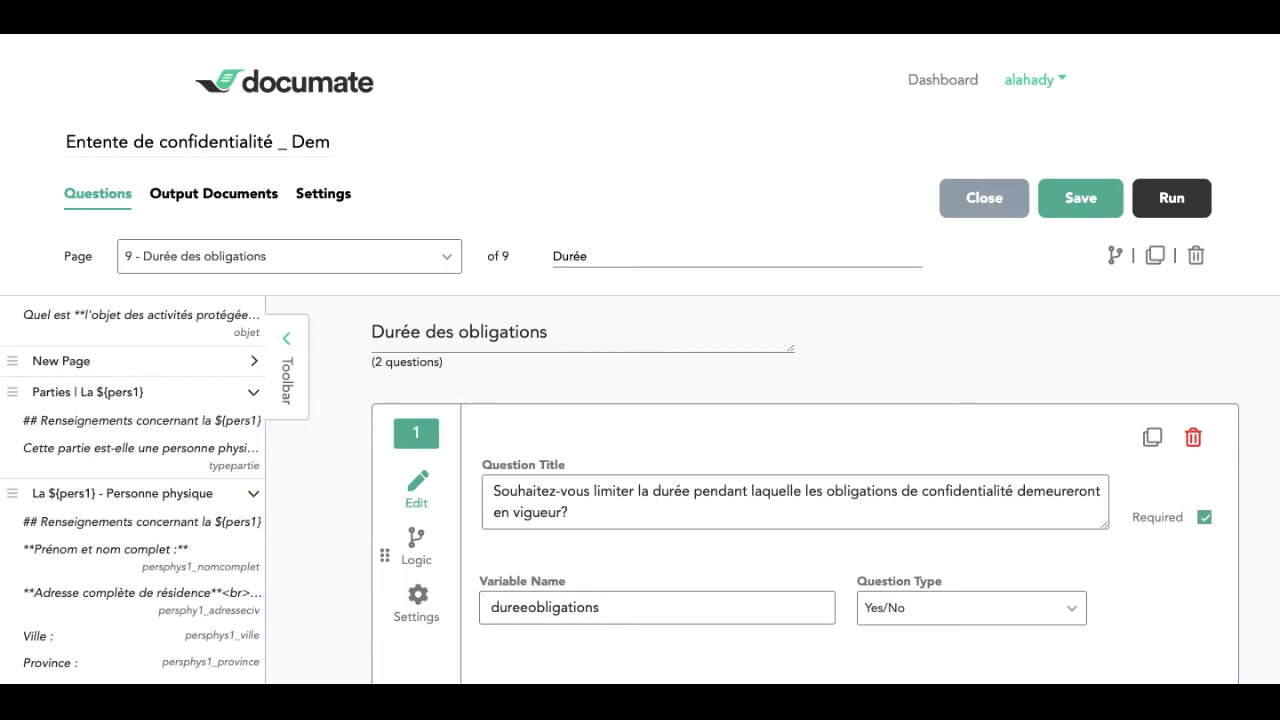 documate
Dashboard
alahady
Entente de confidentialité _ Dem
Questions
Output Documents
Settings
Close
Save
Run
Page
9 - Durée des obligations
of 9
Durée
|
|
Quel est **l'objet des activités protégée...
objet
New Page
Parties | La ${pers1}
## Renseignements concernant la ${pers1}
Cette partie est-elle une personne physi...
typepartie
La ${pers1} - Personne physique
## Renseignements concernant la ${pers1}
**Prénom et nom complet :**
persphys1_nomcomplet
**Adresse complète de résidence**<br>...
persphy1_adresseciv
Ville :
persphys1_ville
Province :
persphys1_province
Toolbar
Durée des obligations
(2 questions)
1
Edit
Logic
Settings
Question Title
Souhaitez-vous limiter la durée pendant laquelle les obligations de confidentialité demeureront
en vigueur?
Required
Variable Name
dureeobligations
Question Type
Yes/No